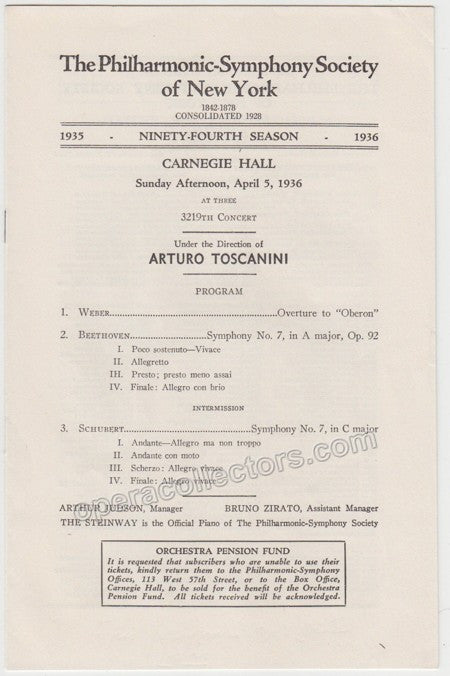 The Philharmonic-Symphony Society
of New York
1842-1878
CONSOLIDATED 1928
1935 - NINETY-FOURTH SEASON - 1936
CARNEGIE HALL
Sunday Afternoon, April 5, 1936
AT THREE
3219TH CONCERT
Under the Direction of
ARTURO TOSCANINI
PROGRAM
1. WEBER....Overture to "Oberon"
2. BEETHOVEN....Symphony No. 7, in A major, Op. 92
I. Poco sostenuto—Vivace
II. Allegretto
III. Presto; presto meno assai
IV. Finale: Allegro con brio
INTERMISSION
3. SCHUBERT....Symphony No. 7, in C major
I. Andante—Allegro ma non troppo
II. Andante con moto
III. Scherzo: Allegro vivace
IV. Finale: Allegro vivace
operacollectors.com
ARTHUR JUDSON, Manager BRUNO ZIRATO, Assistant Manager
THE STEINWAY is the Official Piano of The Philharmonic-Symphony Society
ORCHESTRA PENSION FUND
It is requested that subscribers who are unable to use their
tickets, kindly return them to the Philharmonic-Symphony
Offices, 113 West 57th Street, or to the Box Office,
Carnegie Hall, to be sold for the benefit of the Orchestra
Pension Fund. All tickets received will be acknowledged.